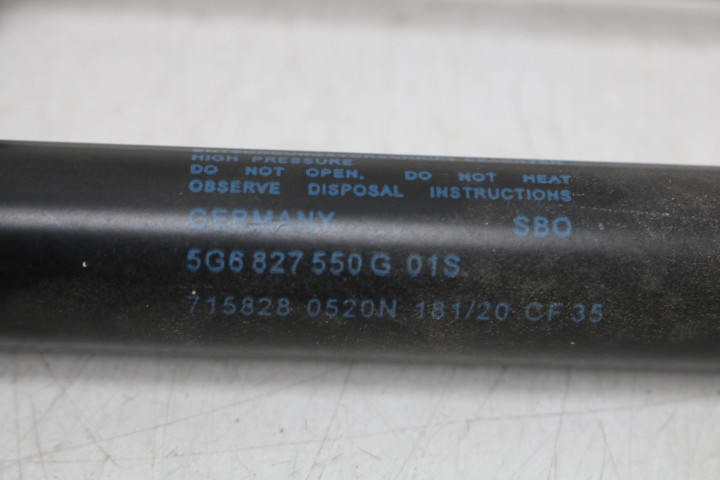 HIGH PRESSURE
DO NOT OPEN. DO NOT HEAT
OBSERVE DISPOSAL INSTRUCTIONS
GERMANY SBO
5G6 827 550 G 01S
715828 0520N 181/20 CF 35